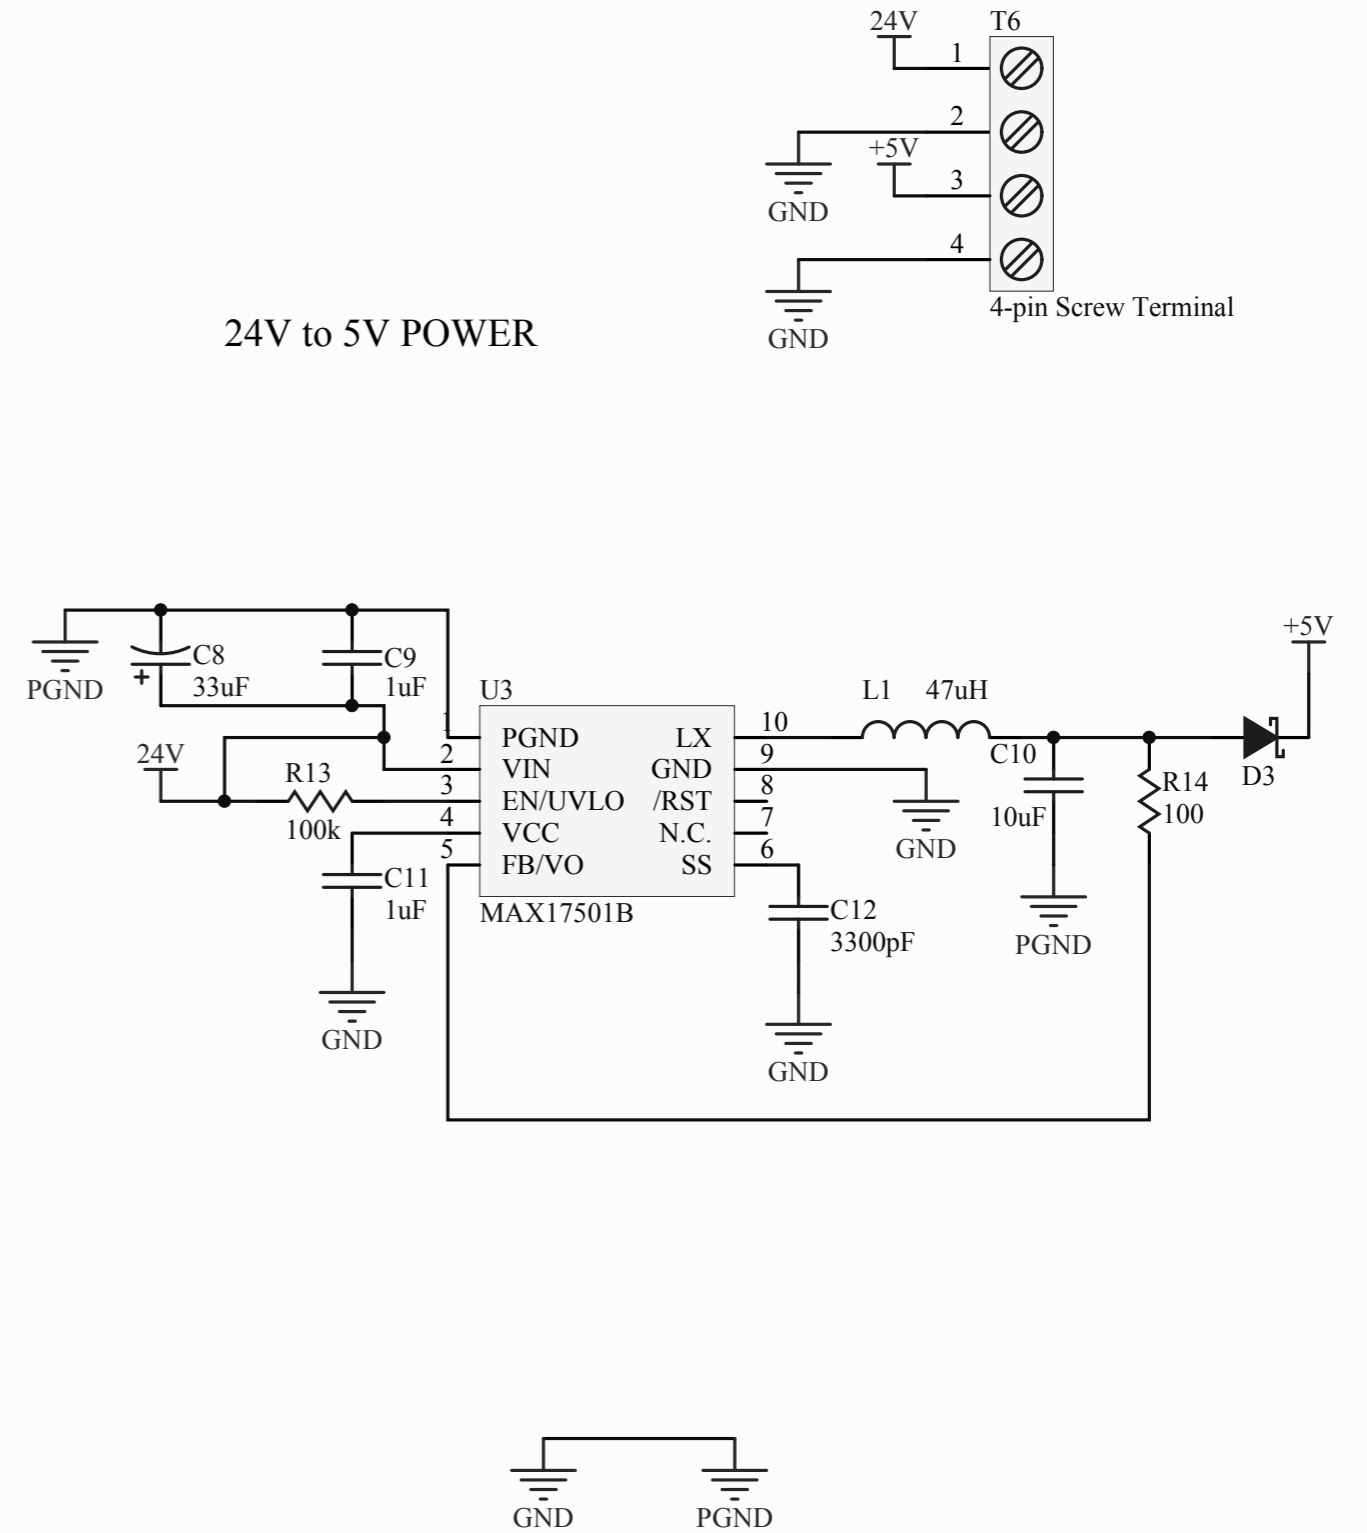 24V
T6
1
2
+5V
3
GND
4
4-pin Screw Terminal
GND
24V to 5V POWER
+5V
C8
33uF
C9
1uF
PGND
U3
L1 47uH
1
PGND
LX
10
24V
2
VIN
GND
9
C10
R13
3
EN/UVLO
/RST
8
D3
R14
100
100k
4
VCC
N.C.
7
10uF
5
FB/VO
SS
6
GND
C11
1uF
MAX17501B
C12
3300pF
PGND
GND
GND
GND
PGND